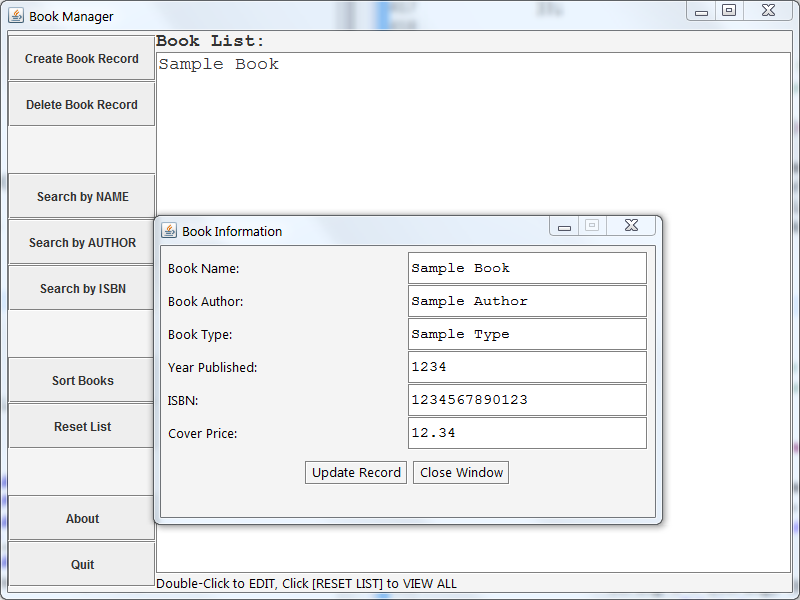 Book Manager
Create Book Record
Delete Book Record
Search by NAME
Search by AUTHOR
Search by ISBN
Sort Books
Reset List
About
Quit
Book List:
Sample Book
Book Information
Book Name: Sample Book
Book Author: Sample Author
Book Type: Sample Type
Year Published: 1234
ISBN: 1234567890123
Cover Price: 12.34
Update Record Close Window
Double-Click to EDIT, Click [RESET LIST] to VIEW ALL